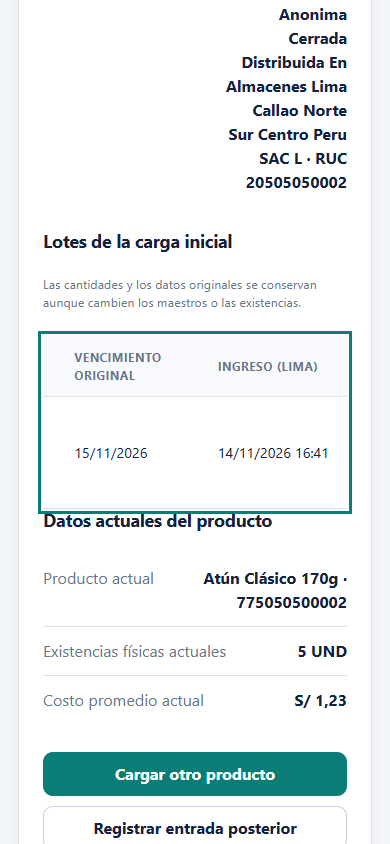 Anonima
Cerrada
Distribuida En
Almacenes Lima
Callao Norte
Sur Centro Peru
SAC L · RUC
20505050002
Lotes de la carga inicial
Las cantidades y los datos originales se conservan
aunque cambien los maestros o las existencias.
VENCIMIENTO
ORIGINAL
INGRESO (LIMA)
15/11/2026
14/11/2026 16:41
Datos actuales del producto
Producto actual
Atún Clásico 170g ·
775050500002
Existencias físicas actuales
5 UND
Costo promedio actual
S/ 1,23
Cargar otro producto
Registrar entrada posterior